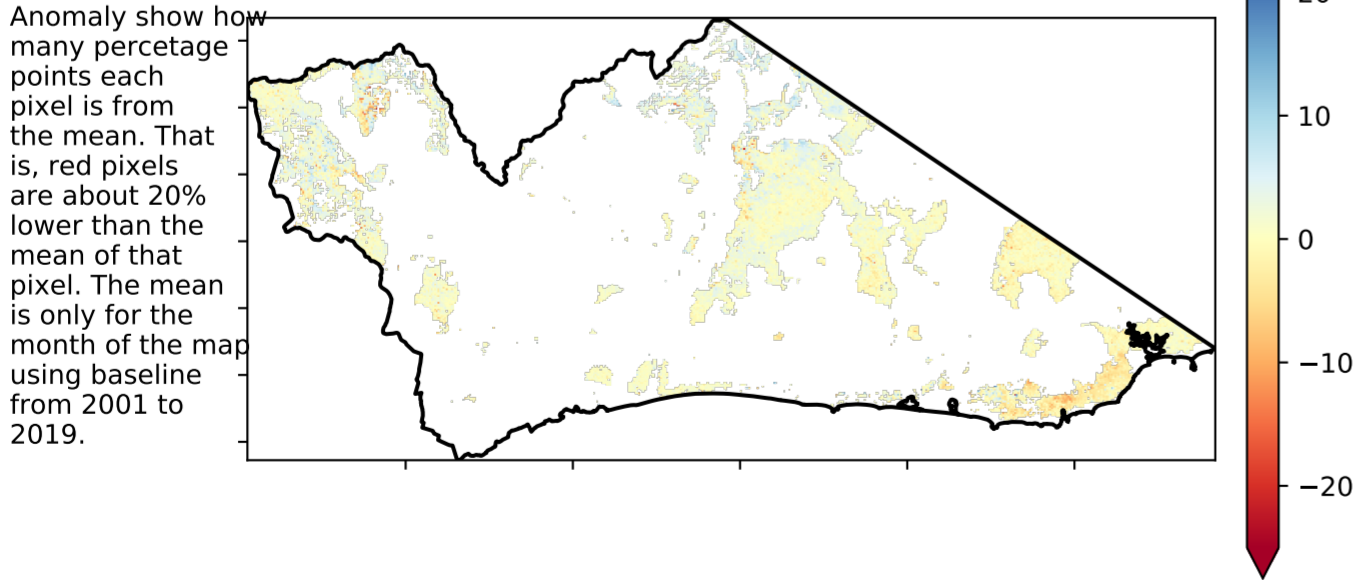 Anomaly show how
many percetage
points each
pixel is from
the mean. That
is, red pixels
are about 20%
lower than the
mean of that
pixel. The mean
is only for the
month of the map
using baseline
from 2001 to
2019.
20
10
0
−10
−20